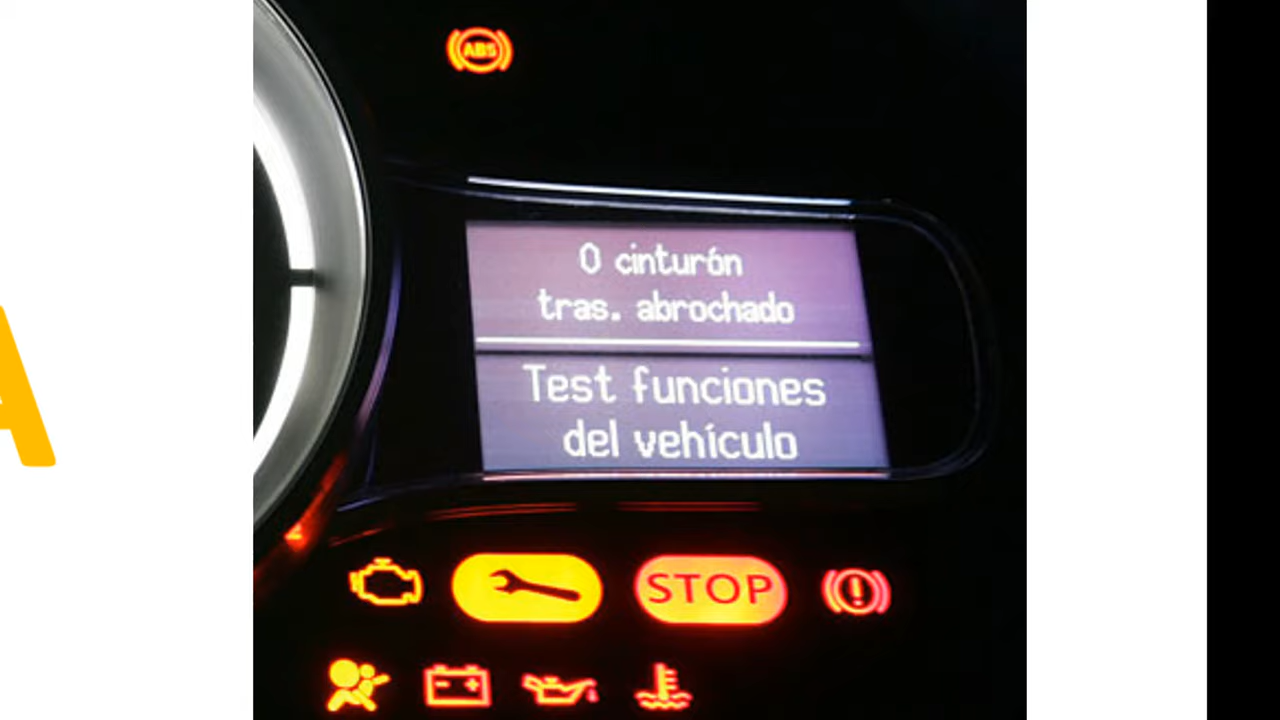 A
ABS
0 cinturón
tras. abrochado
Test funciones
del vehículo
STOP